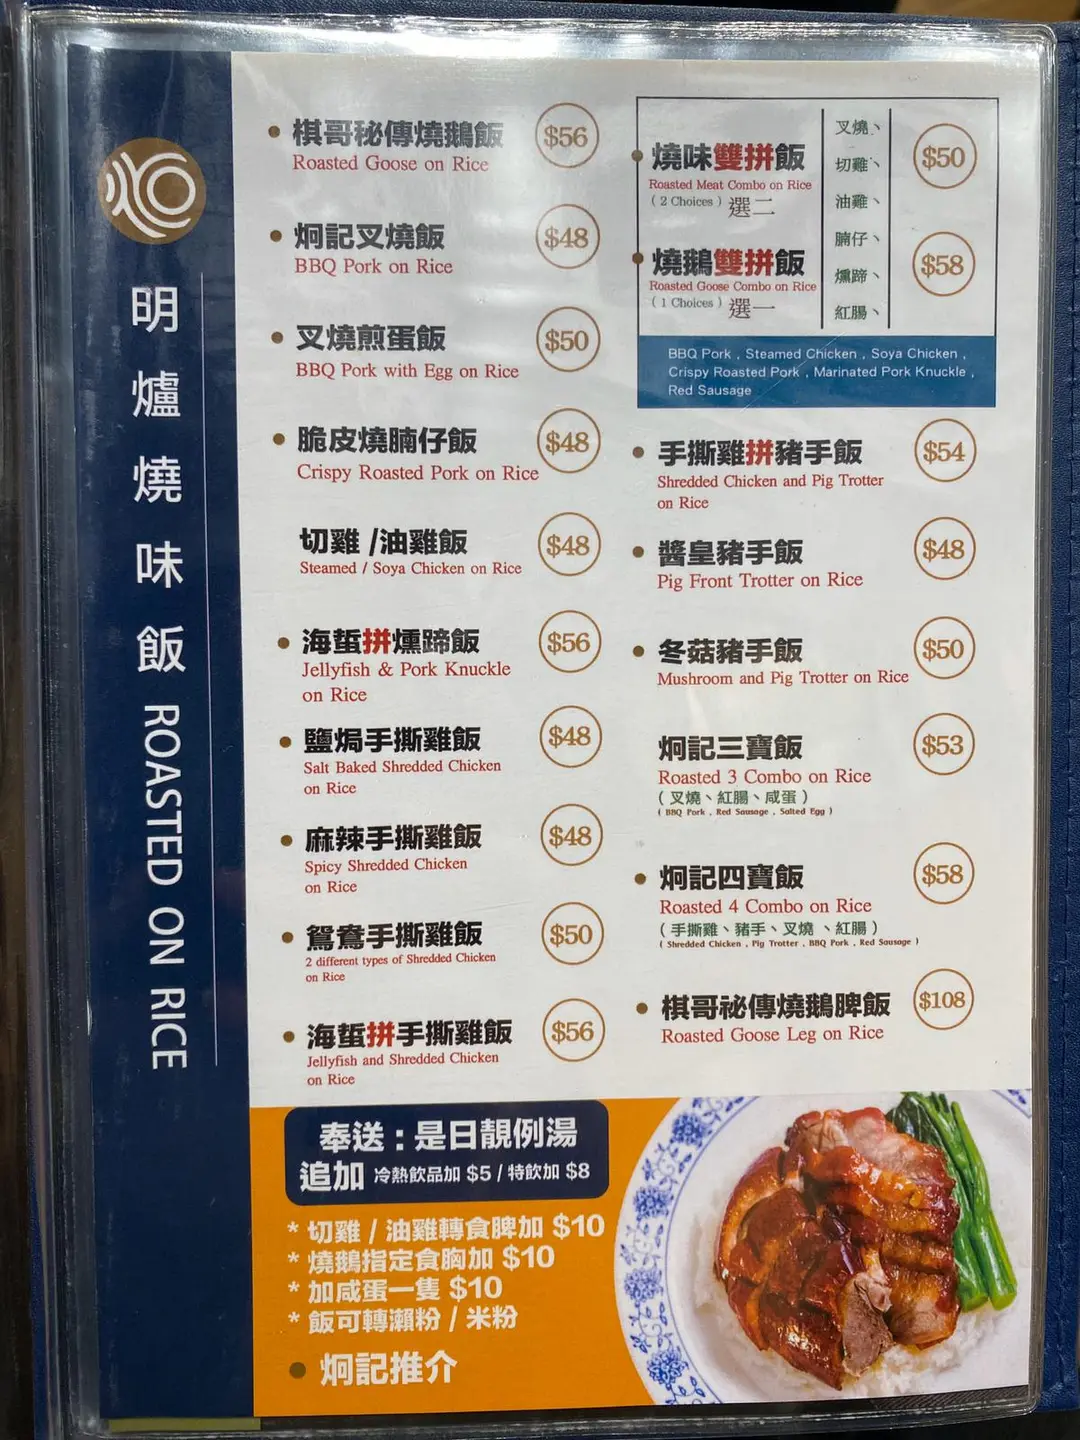 明爐燒味飯 ROASTED ON RICE
棋哥秘傳燒鵝飯 $56
Roasted Goose on Rice
炯記叉燒飯 $48
BBQ Pork on Rice
叉燒煎蛋飯 $50
BBQ Pork with Egg on Rice
脆皮燒腩仔飯 $48
Crispy Roasted Pork on Rice
切雞 /油雞飯 $48
Steamed / Soya Chicken on Rice
海蜇拼燻蹄飯 $56
Jellyfish & Pork Knuckle
on Rice
鹽焗手撕雞飯 $48
Salt Baked Shredded Chicken
on Rice
麻辣手撕雞飯 $48
Spicy Shredded Chicken
on Rice
鴛鴦手撕雞飯 $50
2 different types of Shredded Chicken
on Rice
海蜇拼手撕雞飯 $56
Jellyfish and Shredded Chicken
on Rice
燒味雙拼飯 $50
Roasted Meat Combo on Rice
( 2 Choices ) 選二
燒鵝雙拼飯 $58
Roasted Goose Combo on Rice
( 1 Choices ) 選一
叉燒、
切雞、
油雞、
腩仔、
燻蹄、
紅腸、
BBQ Pork , Steamed Chicken , Soya Chicken ,
Crispy Roasted Pork , Marinated Pork Knuckle ,
Red Sausage
手撕雞拼豬手飯 $54
Shredded Chicken and Pig Trotter
on Rice
醬皇豬手飯 $48
Pig Front Trotter on Rice
冬菇豬手飯 $50
Mushroom and Pig Trotter on Rice
炯記三寶飯 $53
Roasted 3 Combo on Rice
( 叉燒、紅腸、咸蛋 )
( BBQ Pork , Red Sausage , Salted Egg )
炯記四寶飯 $58
Roasted 4 Combo on Rice
( 手撕雞、豬手、叉燒 、紅腸 )
( Shredded Chicken , Pig Trotter , BBQ Pork , Red Sausage )
棋哥祕傳燒鵝脾飯 $108
Roasted Goose Leg on Rice
奉送 : 是日靚例湯
追加 冷熱飲品加 $5 / 特飲加 $8
* 切雞 / 油雞轉食脾加 $10
* 燒鵝指定食胸加 $10
* 加咸蛋一隻 $10
* 飯可轉瀨粉 / 米粉
炯記推介